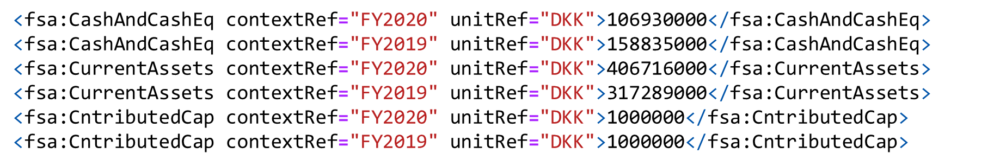 <fsa:CashAndCashEq contextRef="FY2020" unitRef="DKK">106930000</fsa:CashAndCashEq>
<fsa:CashAndCashEq contextRef="FY2019" unitRef="DKK">158835000</fsa:CashAndCashEq>
<fsa:CurrentAssets contextRef="FY2020" unitRef="DKK">406716000</fsa:CurrentAssets>
<fsa:CurrentAssets contextRef="FY2019" unitRef="DKK">317289000</fsa:CurrentAssets>
<fsa:CntributedCap contextRef="FY2020" unitRef="DKK">1000000</fsa:CntributedCap>
<fsa:CntributedCap contextRef="FY2019" unitRef="DKK">1000000</fsa:CntributedCap>